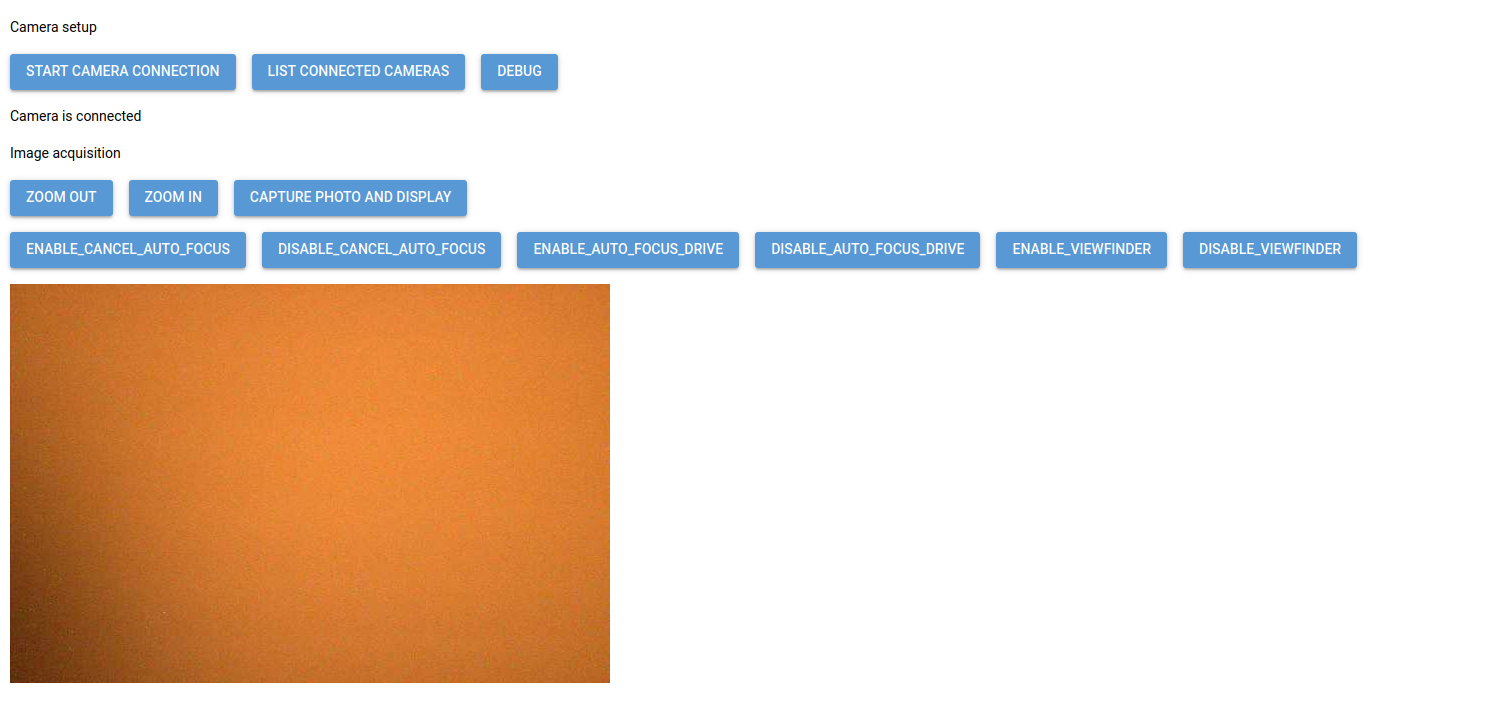 Camera setup
START CAMERA CONNECTION LIST CONNECTED CAMERAS DEBUG
Camera is connected
Image acquisition
ZOOM OUT ZOOM IN CAPTURE PHOTO AND DISPLAY
ENABLE_CANCEL_AUTO_FOCUS DISABLE_CANCEL_AUTO_FOCUS ENABLE_AUTO_FOCUS_DRIVE DISABLE_AUTO_FOCUS_DRIVE ENABLE_VIEWFINDER DISABLE_VIEWFINDER